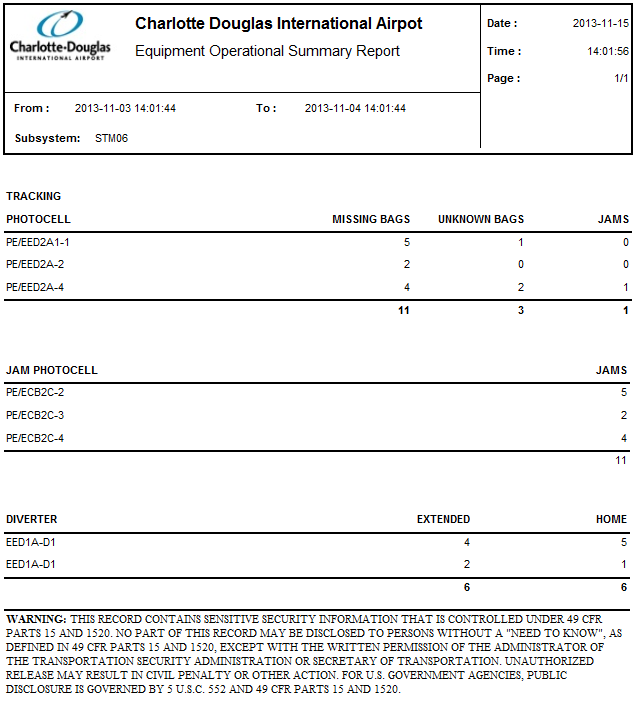 Charlotte-Douglas
INTERNATIONAL AIRPORT
Charlotte Douglas International Airpot
Equipment Operational Summary Report
Date : 2013-11-15
Time : 14:01:56
Page : 1/1
From : 2013-11-03 14:01:44 To : 2013-11-04 14:01:44
Subsystem: STM06
TRACKING
PHOTOCELL MISSING BAGS UNKNOWN BAGS JAMS
PE/EED2A1-1 5 1 0
PE/EED2A-2 2 0 0
PE/EED2A-4 4 2 1
11 3 1
JAM PHOTOCELL JAMS
PE/ECB2C-2 5
PE/ECB2C-3 2
PE/ECB2C-4 4
11
DIVERTER EXTENDED HOME
EED1A-D1 4 5
EED1A-D1 2 1
6 6
WARNING: THIS RECORD CONTAINS SENSITIVE SECURITY INFORMATION THAT IS CONTROLLED UNDER 49 CFR
PARTS 15 AND 1520. NO PART OF THIS RECORD MAY BE DISCLOSED TO PERSONS WITHOUT A "NEED TO KNOW", AS
DEFINED IN 49 CFR PARTS 15 AND 1520, EXCEPT WITH THE WRITTEN PERMISSION OF THE ADMINISTRATOR OF
THE TRANSPORTATION SECURITY ADMINISTRATION OR SECRETARY OF TRANSPORTATION. UNAUTHORIZED
RELEASE MAY RESULT IN CIVIL PENALTY OR OTHER ACTION. FOR U.S. GOVERNMENT AGENCIES, PUBLIC
DISCLOSURE IS GOVERNED BY 5 U.S.C. 552 AND 49 CFR PARTS 15 AND 1520.